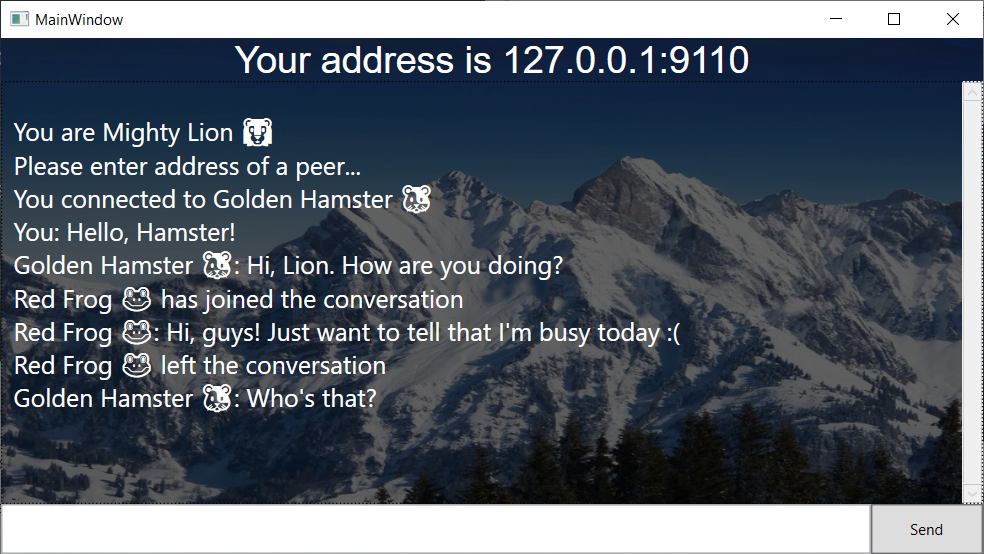 MainWindow
Your address is 127.0.0.1:9110
You are Mighty Lion 🦁
Please enter address of a peer...
You connected to Golden Hamster 🐹
You: Hello, Hamster!
Golden Hamster 🐹: Hi, Lion. How are you doing?
Red Frog 🐸 has joined the conversation
Red Frog 🐸: Hi, guys! Just want to tell that I'm busy today :(
Red Frog 🐸 left the conversation
Golden Hamster 🐹: Who's that?
Send